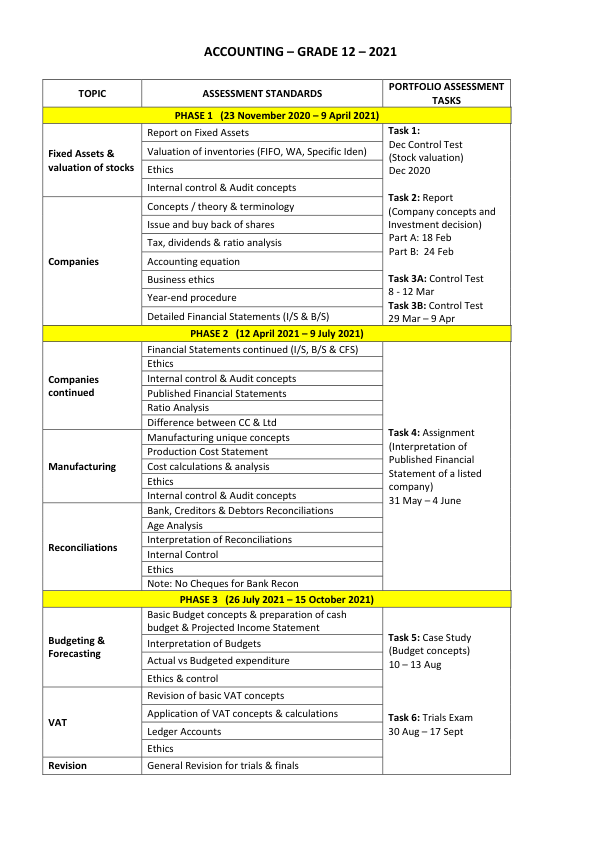 ACCOUNTING – GRADE 12 – 2021
TOPIC
ASSESSMENT STANDARDS
PORTFOLIO ASSESSMENT
TASKS
PHASE 1 (23 November 2020 – 9 April 2021)
Fixed Assets &
valuation of stocks
Report on Fixed Assets
Valuation of inventories (FIFO, WA, Specific Iden)
Ethics
Internal control & Audit concepts
Companies
Concepts / theory & terminology
Issue and buy back of shares
Tax, dividends & ratio analysis
Accounting equation
Business ethics
Year-end procedure
Detailed Financial Statements (I/S & B/S)
Task 1:
Dec Control Test
(Stock valuation)
Dec 2020
Task 2: Report
(Company concepts and
Investment decision)
Part A: 18 Feb
Part B: 24 Feb
Task 3A: Control Test
8 - 12 Mar
Task 3B: Control Test
29 Mar – 9 Apr
PHASE 2 (12 April 2021 – 9 July 2021)
Companies
continued
Financial Statements continued (I/S, B/S & CFS)
Ethics
Internal control & Audit concepts
Published Financial Statements
Ratio Analysis
Difference between CC & Ltd
Manufacturing
Manufacturing unique concepts
Production Cost Statement
Cost calculations & analysis
Ethics
Internal control & Audit concepts
Reconciliations
Bank, Creditors & Debtors Reconciliations
Age Analysis
Interpretation of Reconciliations
Internal Control
Ethics
Note: No Cheques for Bank Recon
Task 4: Assignment
(Interpretation of
Published Financial
Statement of a listed
company)
31 May – 4 June
PHASE 3 (26 July 2021 – 15 October 2021)
Budgeting &
Forecasting
Basic Budget concepts & preparation of cash
budget & Projected Income Statement
Interpretation of Budgets
Actual vs Budgeted expenditure
Ethics & control
VAT
Revision of basic VAT concepts
Application of VAT concepts & calculations
Ledger Accounts
Ethics
Revision
General Revision for trials & finals
Task 5: Case Study
(Budget concepts)
10 – 13 Aug
Task 6: Trials Exam
30 Aug – 17 Sept